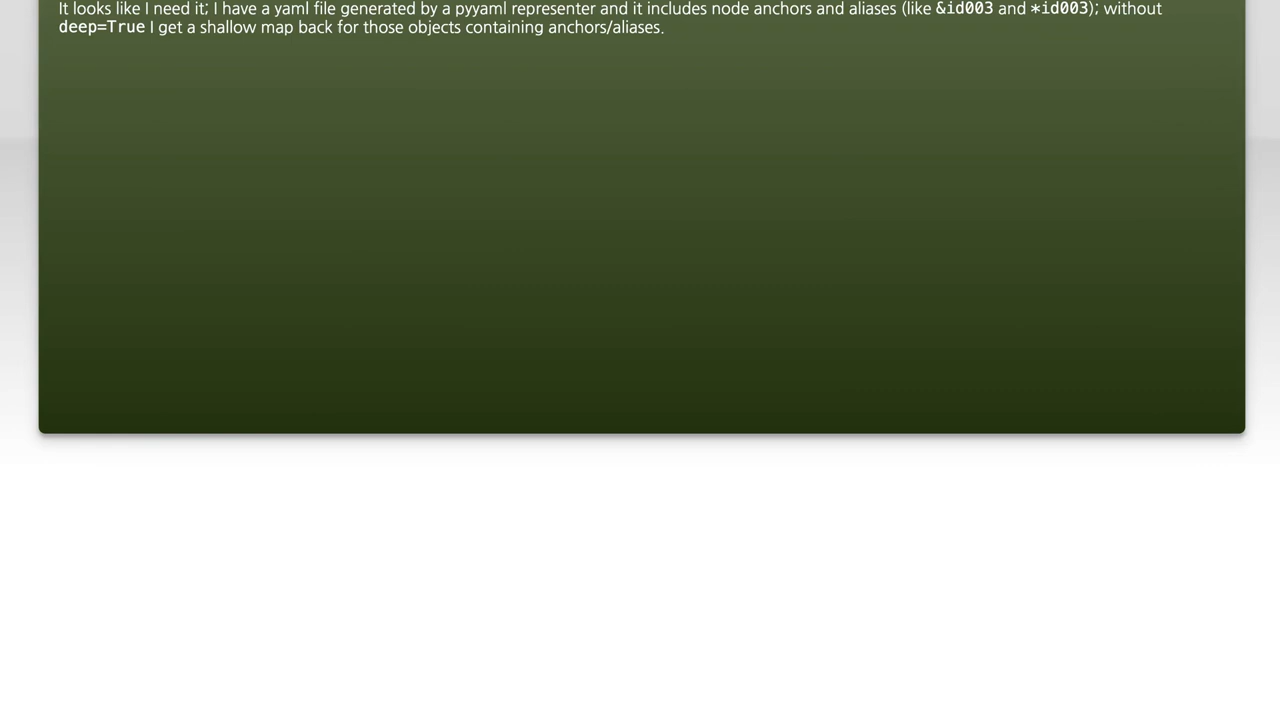 It looks like I need it; I have a yaml file generated by a pyyaml representer and it includes node anchors and aliases (like &id003 and *id003); without
deep=True I get a shallow map back for those objects containing anchors/aliases.